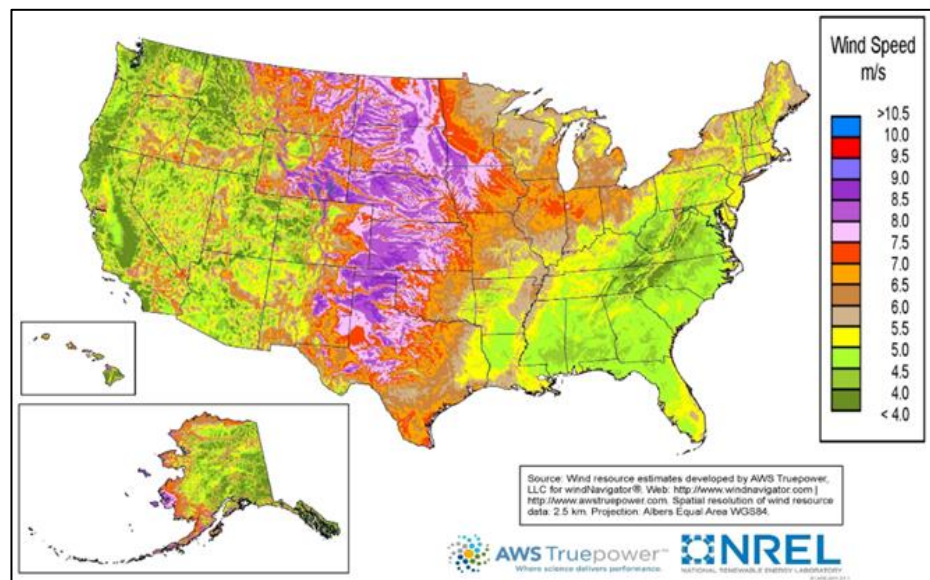 Wind Speed
m/s
>10.5
10.0
9.5
9.0
8.5
8.0
7.5
7.0
6.5
6.0
5.5
5.0
4.5
4.0
< 4.0
Source: Wind resource estimates developed by AWS Truepower,
LLC for windNavigator®. Web: http://www.windnavigator.com |
http://www.awstruepower.com. Spatial resolution of wind resource
data: 2.5 km. Projection: Albers Equal Area WGS84.
AWS Truepower™
Where science delivers performance.
NREL
NATIONAL RENEWABLE ENERGY LABORATORY